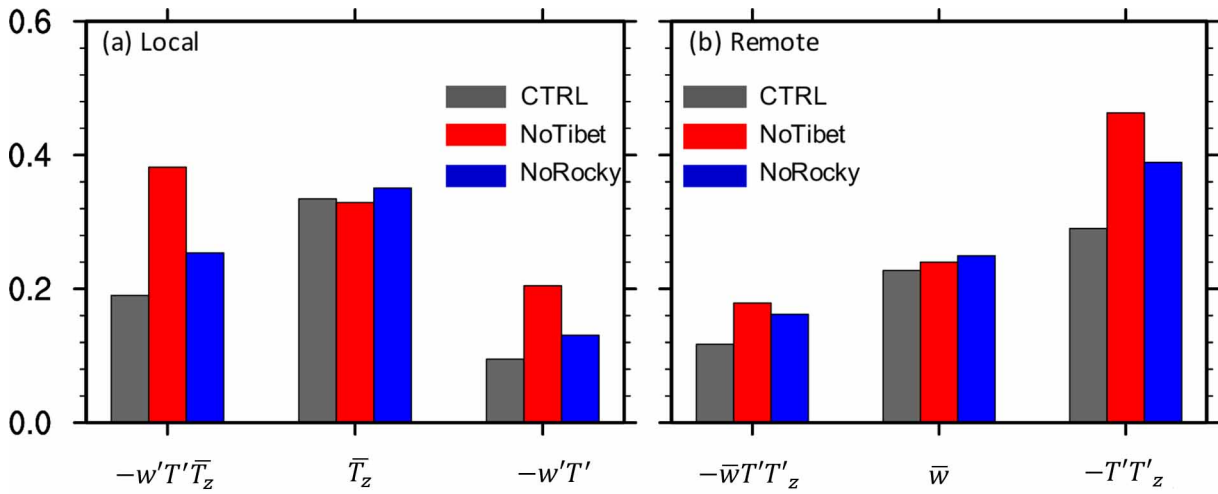 0.6
0.4
0.2
0.0
(a) Local
CTRL
NoTibet
NoRocky
−w′T′T̅z
T̅z
−w′T′
(b) Remote
CTRL
NoTibet
NoRocky
−w̅T′T′z
w̅
−T′T′z